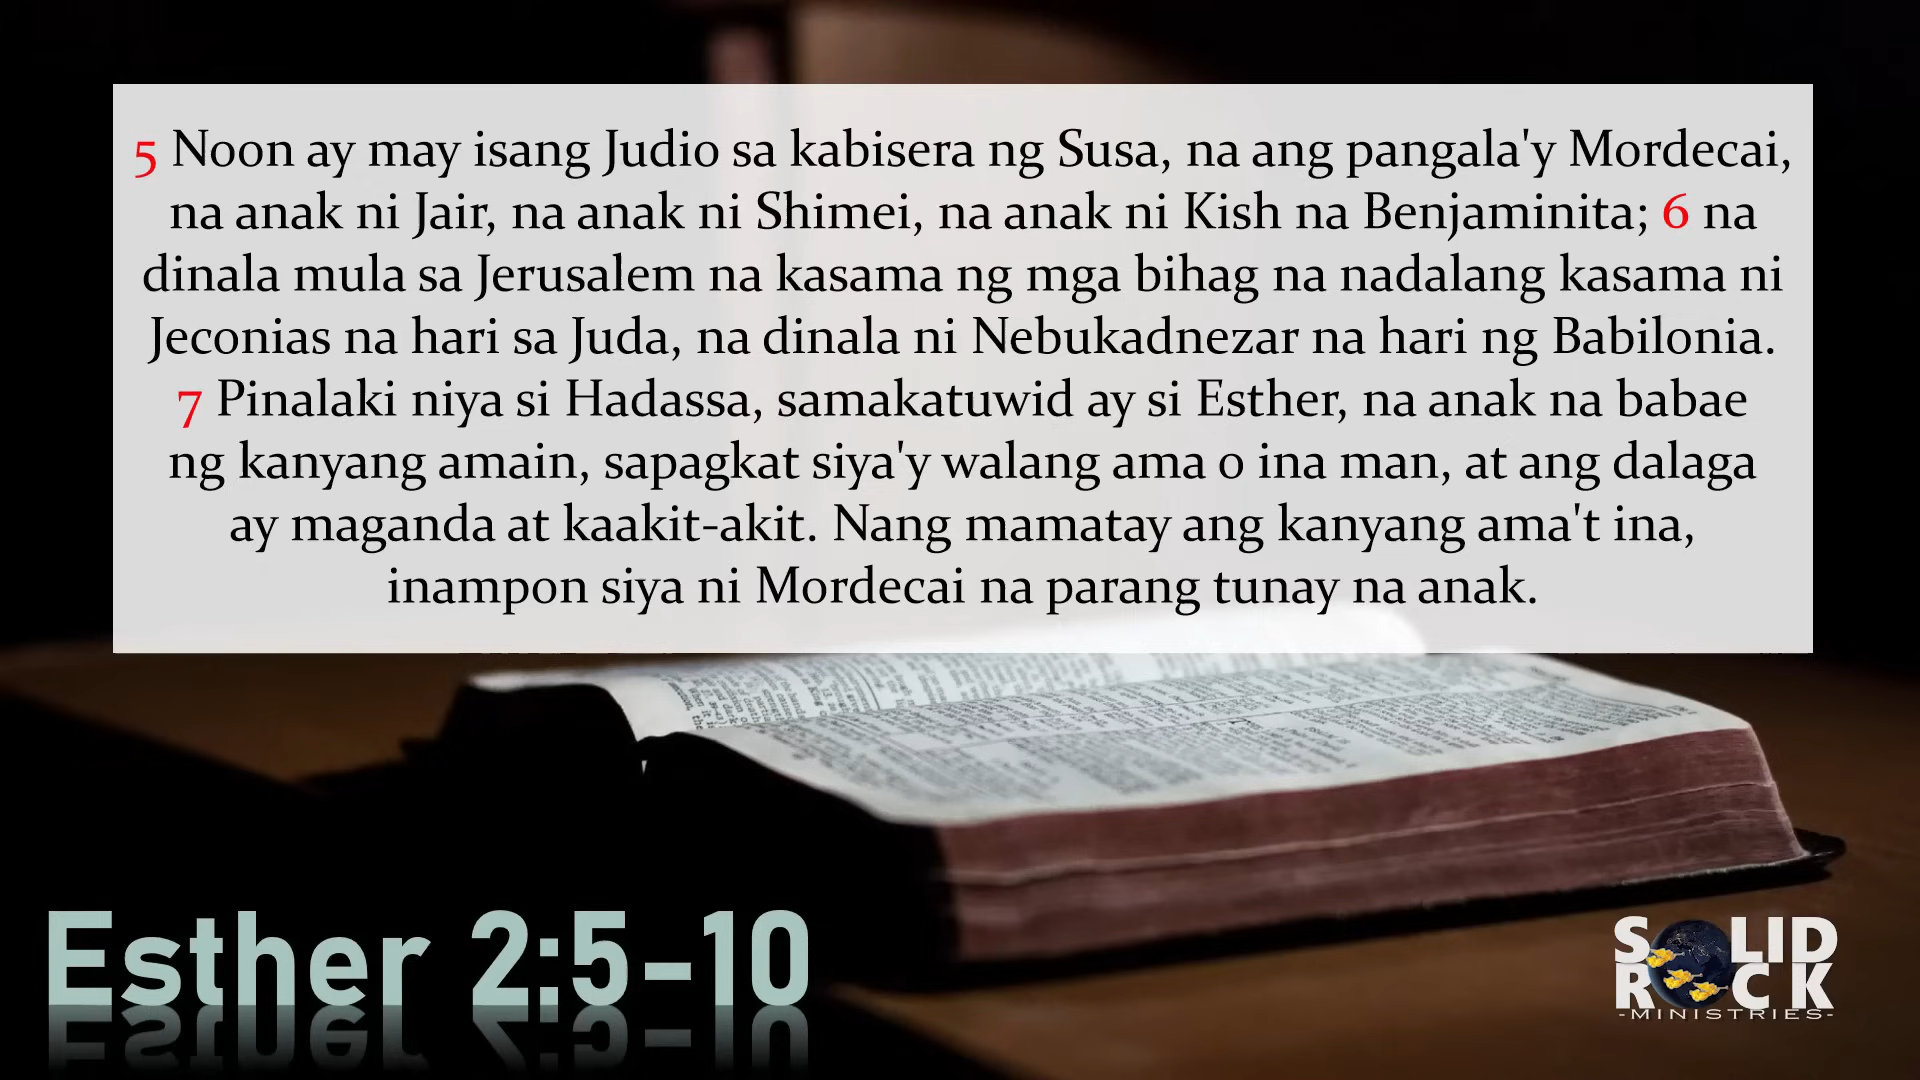 5 Noon ay may isang Judio sa kabisera ng Susa, na ang pangala'y Mordecai,
na anak ni Jair, na anak ni Shimei, na anak ni Kish na Benjaminita; 6 na
dinala mula sa Jerusalem na kasama ng mga bihag na nadalang kasama ni
Jeconias na hari sa Juda, na dinala ni Nebukadnezar na hari ng Babilonia.
7 Pinalaki niya si Hadassa, samakatuwid ay si Esther, na anak na babae
ng kanyang amain, sapagkat siya'y walang ama o ina man, at ang dalaga
ay maganda at kaakit-akit. Nang mamatay ang kanyang ama't ina,
inampon siya ni Mordecai na parang tunay na anak.
Esther 2:5-10
SOLID
ROCK
-MINISTRIES-